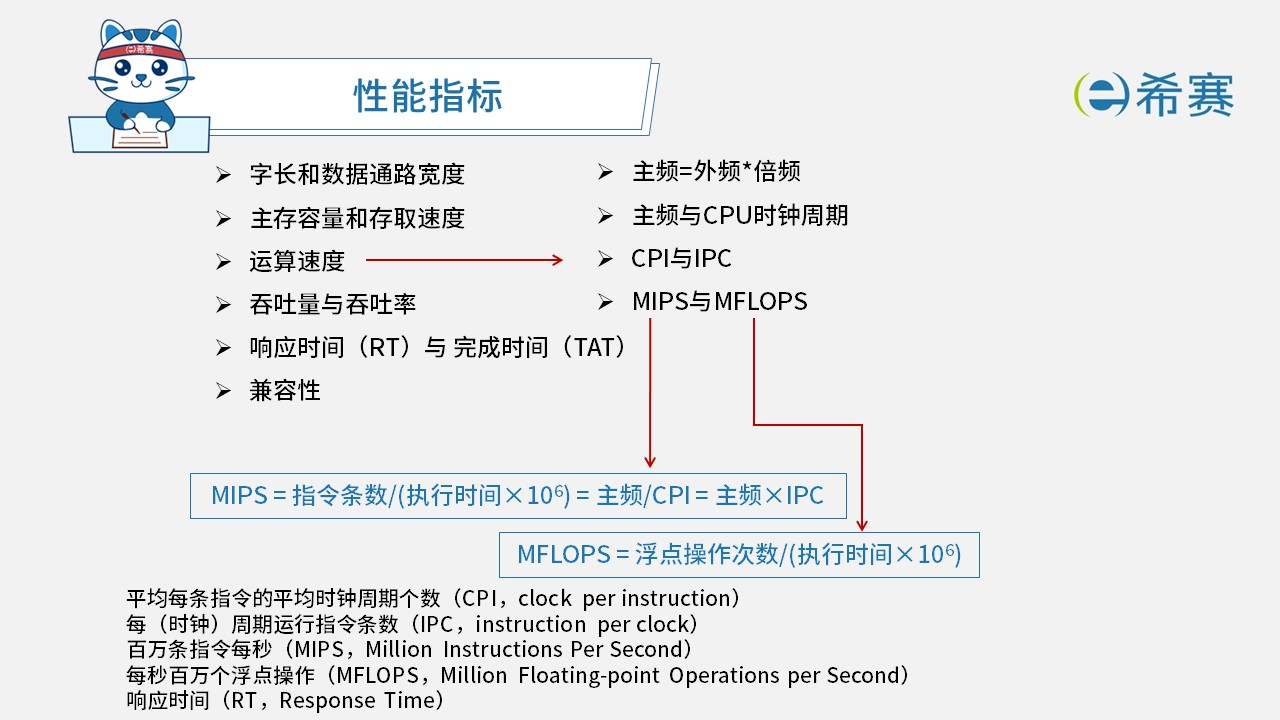 希赛
性能指标
希赛
字长和数据通路宽度
主存容量和存取速度
运算速度
吞吐量与吞吐率
响应时间（RT）与 完成时间（TAT）
兼容性
主频=外频*倍频
主频与CPU时钟周期
CPI与IPC
MIPS与MFLOPS
MIPS = 指令条数/(执行时间×10⁶) = 主频/CPI = 主频×IPC
MFLOPS = 浮点操作次数/(执行时间×10⁶)
平均每条指令的平均时钟周期个数（CPI，clock per instruction）
每（时钟）周期运行指令条数（IPC，instruction per clock）
百万条指令每秒（MIPS，Million Instructions Per Second）
每秒百万个浮点操作（MFLOPS，Million Floating-point Operations per Second）
响应时间（RT，Response Time）